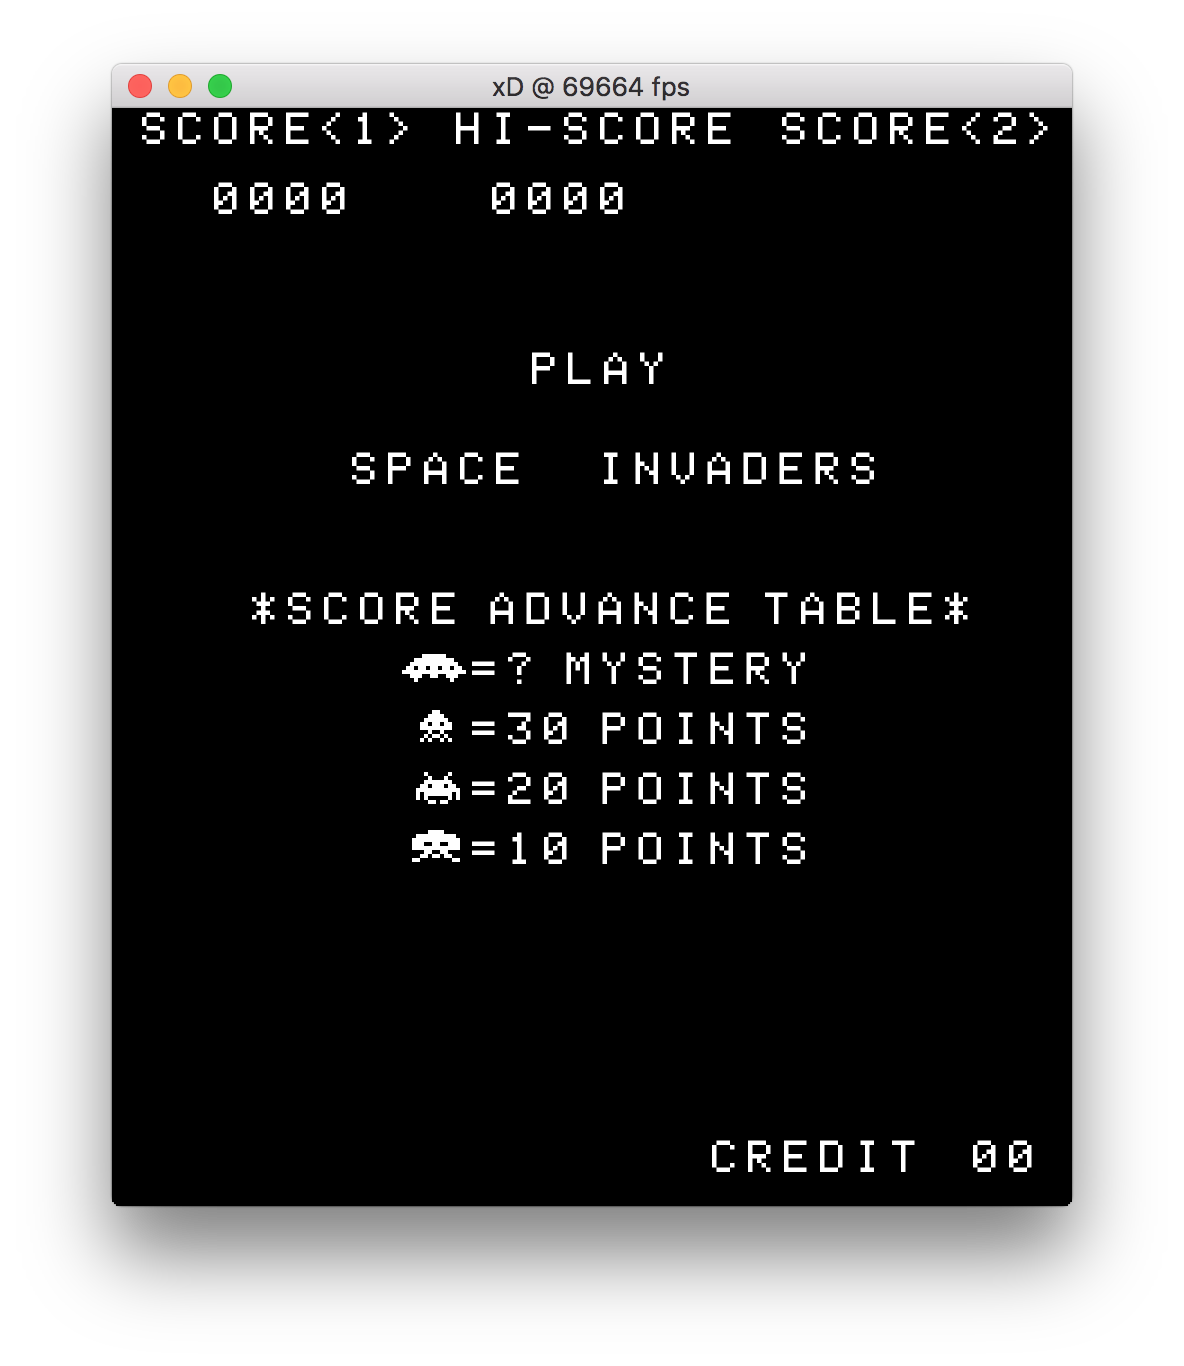 xD @ 69664 fps
SCORE<1> HI-SCORE SCORE<2>
0000 0000
PLAY
SPACE INVADERS
*SCORE ADVANCE TABLE*
=? MYSTERY
=30 POINTS
=20 POINTS
=10 POINTS
CREDIT 00